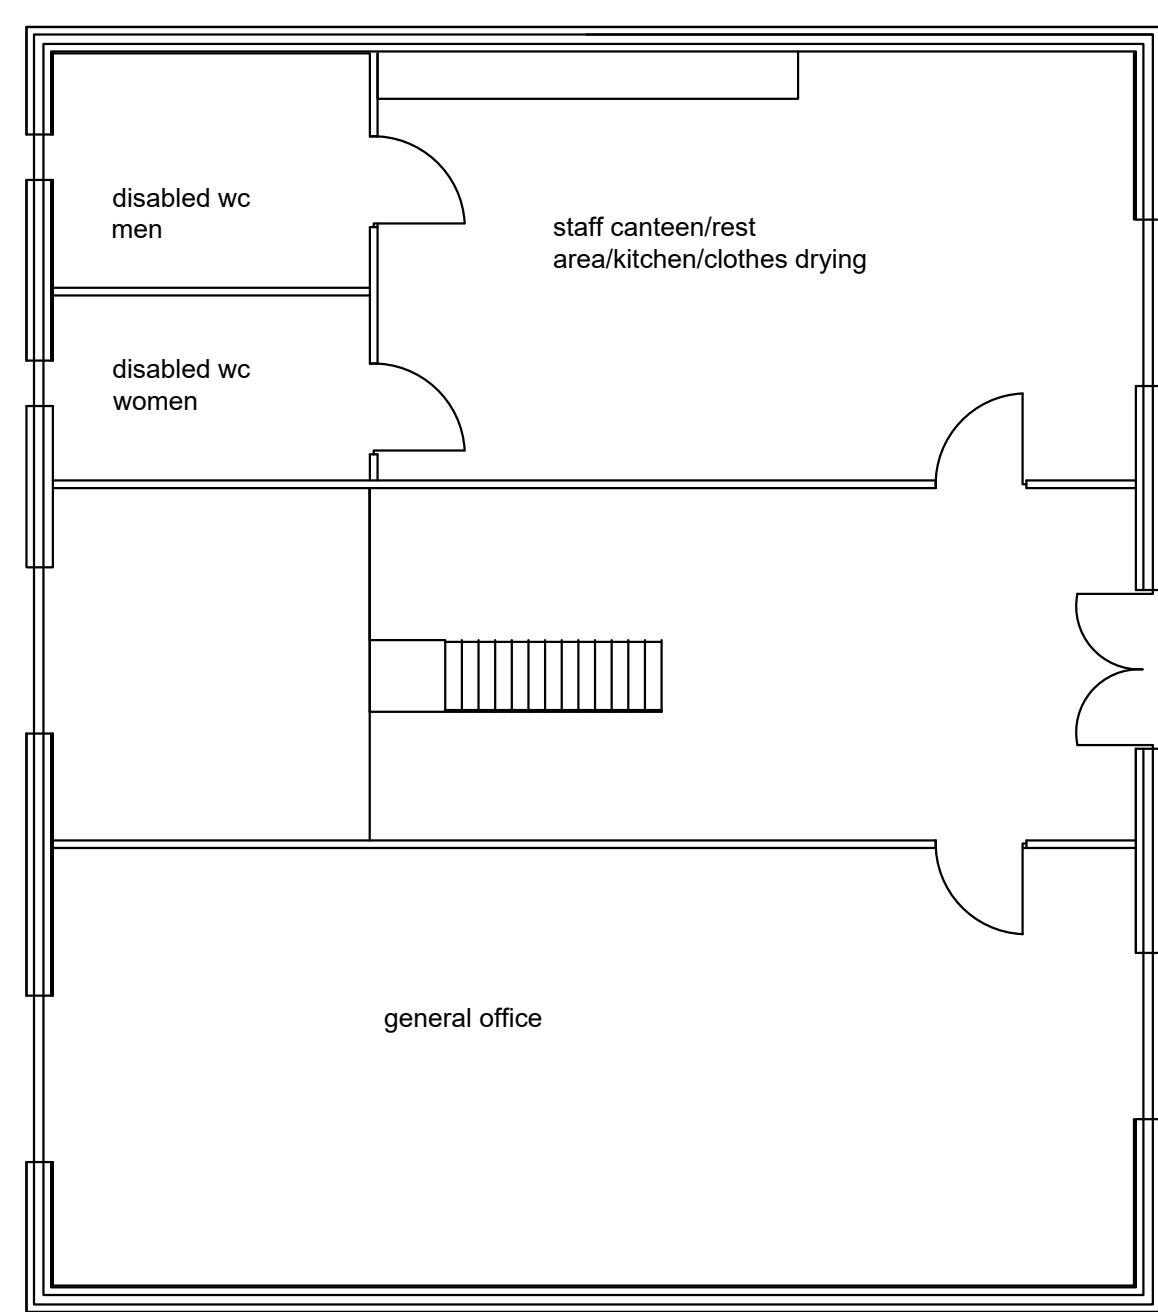 disabled wc
men
staff canteen/rest
area/kitchen/clothes drying
disabled wc
women
general office